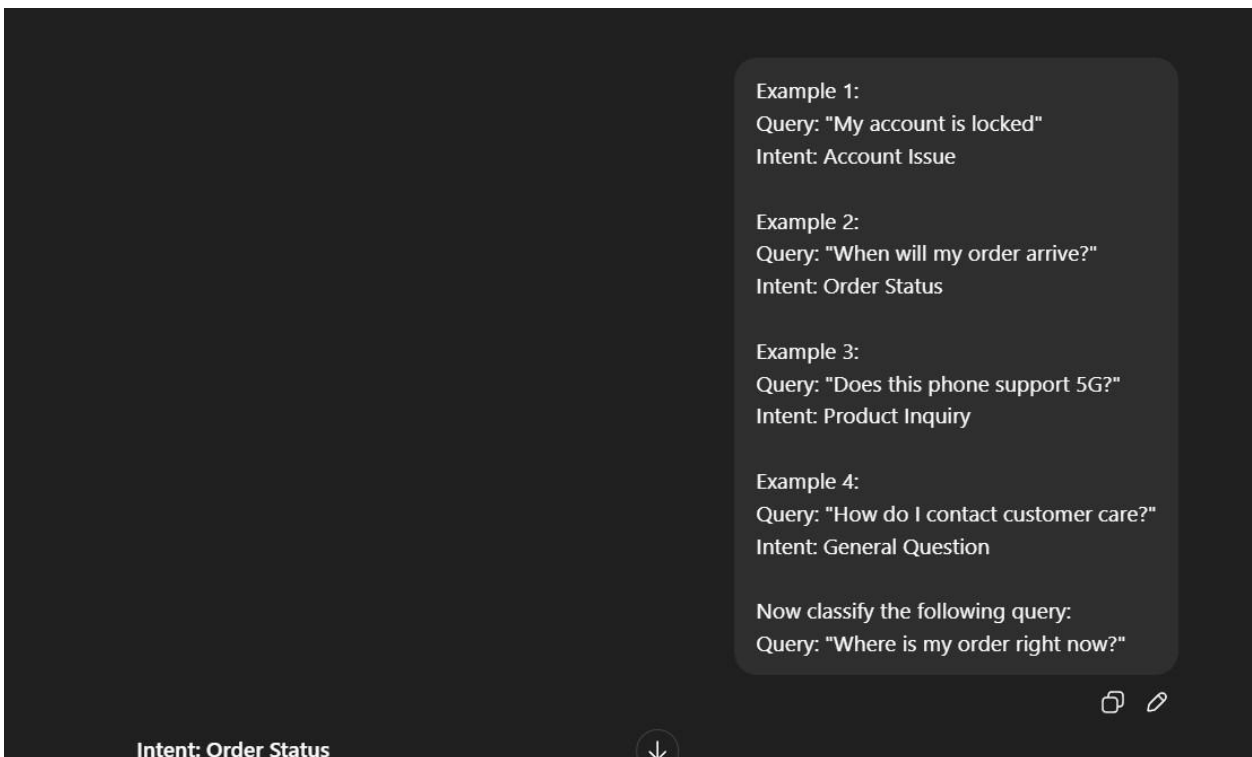 Example 1:
Query: "My account is locked"
Intent: Account Issue
Example 2:
Query: "When will my order arrive?"
Intent: Order Status
Example 3:
Query: "Does this phone support 5G?"
Intent: Product Inquiry
Example 4:
Query: "How do I contact customer care?"
Intent: General Question
Now classify the following query:
Query: "Where is my order right now?"
Intent: Order Status